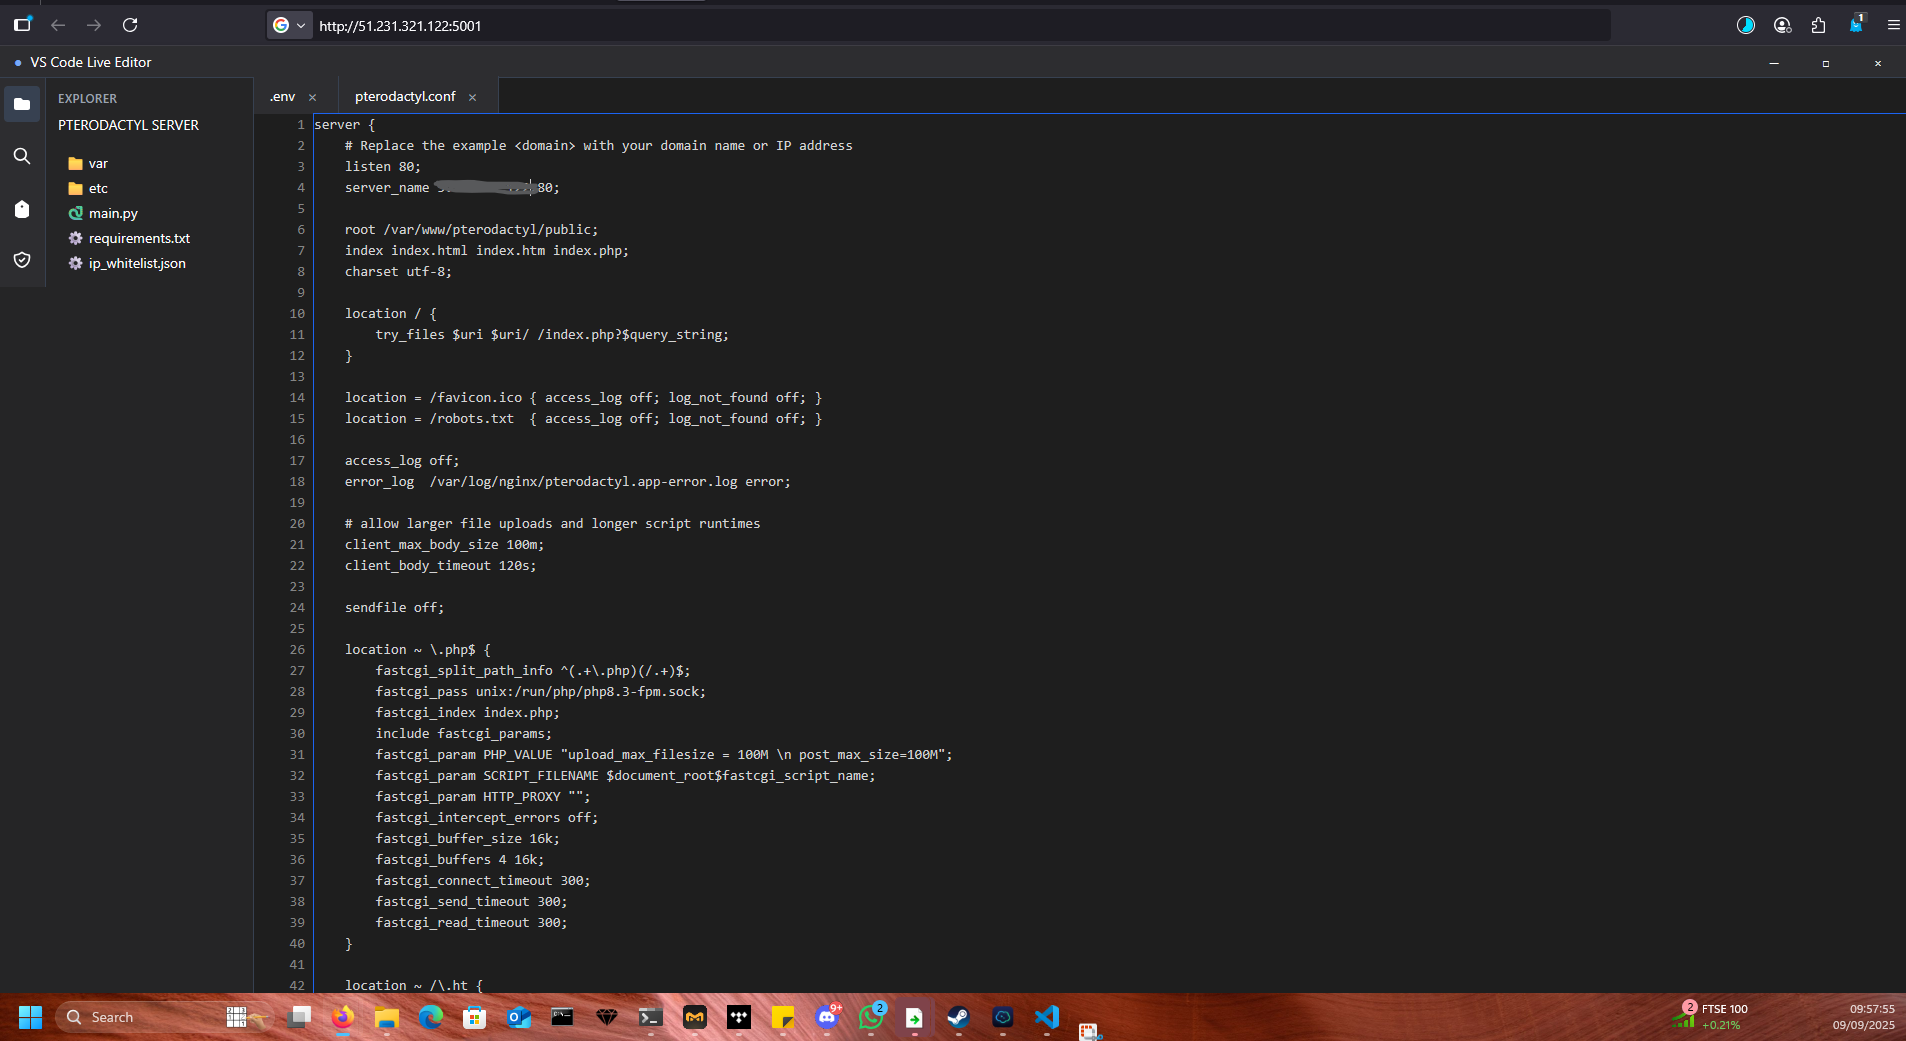 http://51.231.321.122:5001
1
VS Code Live Editor
EXPLORER
PTERODACTYL SERVER
var
etc
main.py
requirements.txt
ip_whitelist.json
.env
pterodactyl.conf
1 server {
2 # Replace the example <domain> with your domain name or IP address
3 listen 80;
4 server_name 80;
5
6 root /var/www/pterodactyl/public;
7 index index.html index.htm index.php;
8 charset utf-8;
9
10 location / {
11 try_files $uri $uri/ /index.php?$query_string;
12 }
13
14 location = /favicon.ico { access_log off; log_not_found off; }
15 location = /robots.txt  { access_log off; log_not_found off; }
16
17 access_log off;
18 error_log  /var/log/nginx/pterodactyl.app-error.log error;
19
20 # allow larger file uploads and longer script runtimes
21 client_max_body_size 100m;
22 client_body_timeout 120s;
23
24 sendfile off;
25
26 location ~ \.php$ {
27 fastcgi_split_path_info ^(.+\.php)(/.+)$;
28 fastcgi_pass unix:/run/php/php8.3-fpm.sock;
29 fastcgi_index index.php;
30 include fastcgi_params;
31 fastcgi_param PHP_VALUE "upload_max_filesize = 100M \n post_max_size=100M";
32 fastcgi_param SCRIPT_FILENAME $document_root$fastcgi_script_name;
33 fastcgi_param HTTP_PROXY "";
34 fastcgi_intercept_errors off;
35 fastcgi_buffer_size 16k;
36 fastcgi_buffers 4 16k;
37 fastcgi_connect_timeout 300;
38 fastcgi_send_timeout 300;
39 fastcgi_read_timeout 300;
40 }
41
42 location ~ /\.ht {
Search
9+
2
2
FTSE 100
+0.21%
09:57:55
09/09/2025